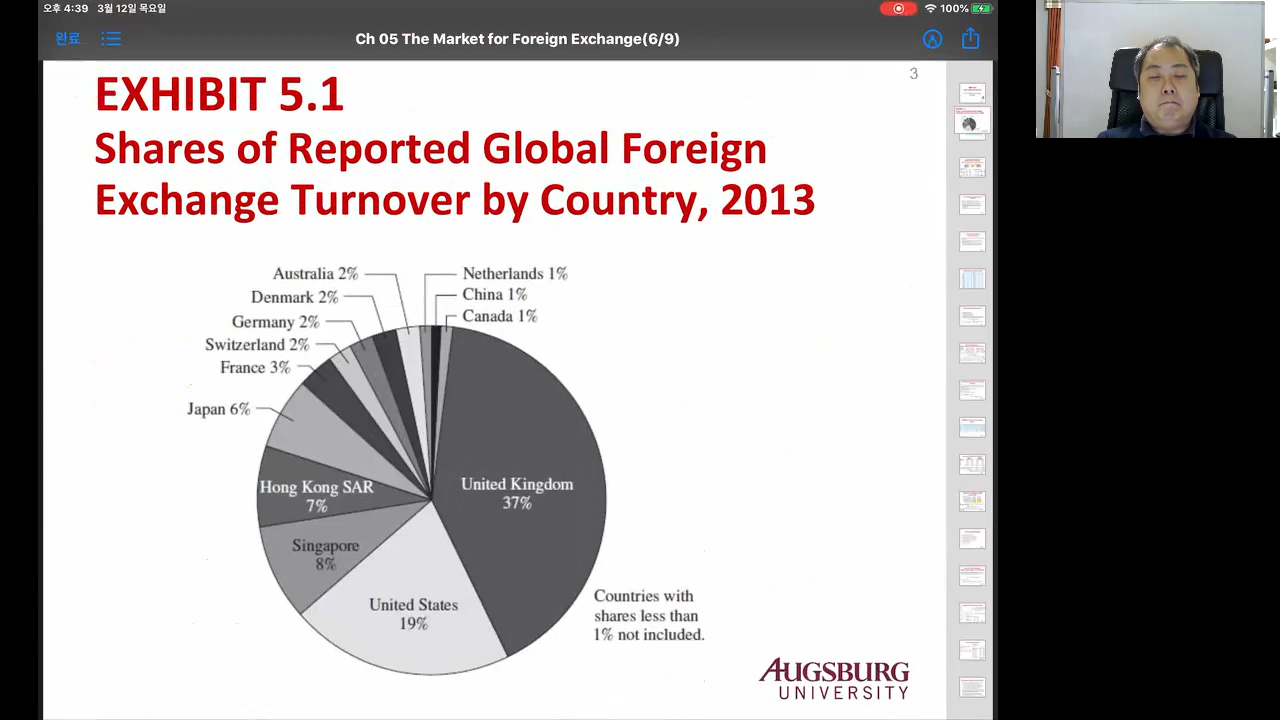 오후 4:39 3월 12일 목요일
100%
완료
Ch 05 The Market for Foreign Exchange(6/9)
3
EXHIBIT 5.1
Shares of Reported Global Foreign
Exchange Turnover by Country, 2013
Australia 2%
Netherlands 1%
Denmark 2%
China 1%
Germany 2%
Canada 1%
Switzerland 2%
France 3%
Japan 6%
Hong Kong SAR
7%
United Kingdom
37%
Singapore
8%
United States
19%
Countries with
shares less than
1% not included.
AUGSBURG
UNIVERSITY